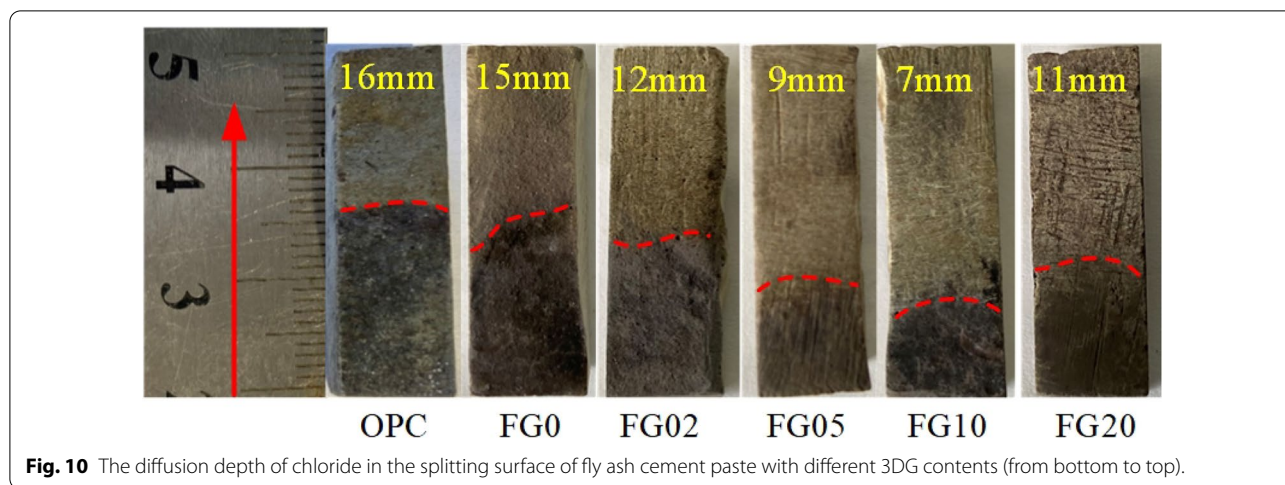 5
4
3
16mm
15mm
12mm
9mm
7mm
11mm
OPC
FG0
FG02
FG05
FG10
FG20
Fig. 10 The diffusion depth of chloride in the splitting surface of fly ash cement paste with different 3DG contents (from bottom to top).